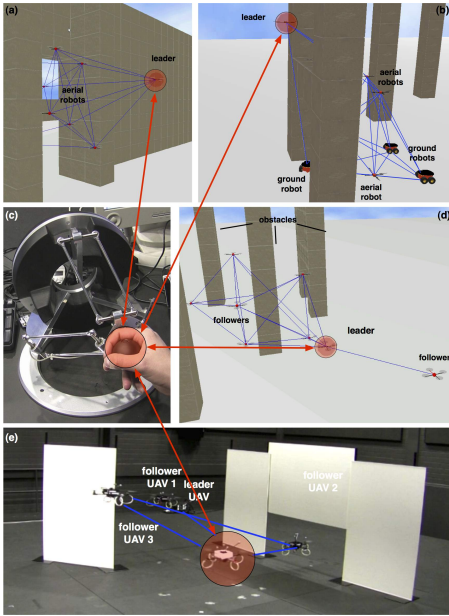 (a)
leader
aerial
robots
leader
(b)
aerial
robots
ground
robots
ground
robot
aerial
robot
(c)
obstacles
(d)
followers
leader
follower
(e)
follower
UAV 1
leader
UAV
follower
UAV 2
follower
UAV 3